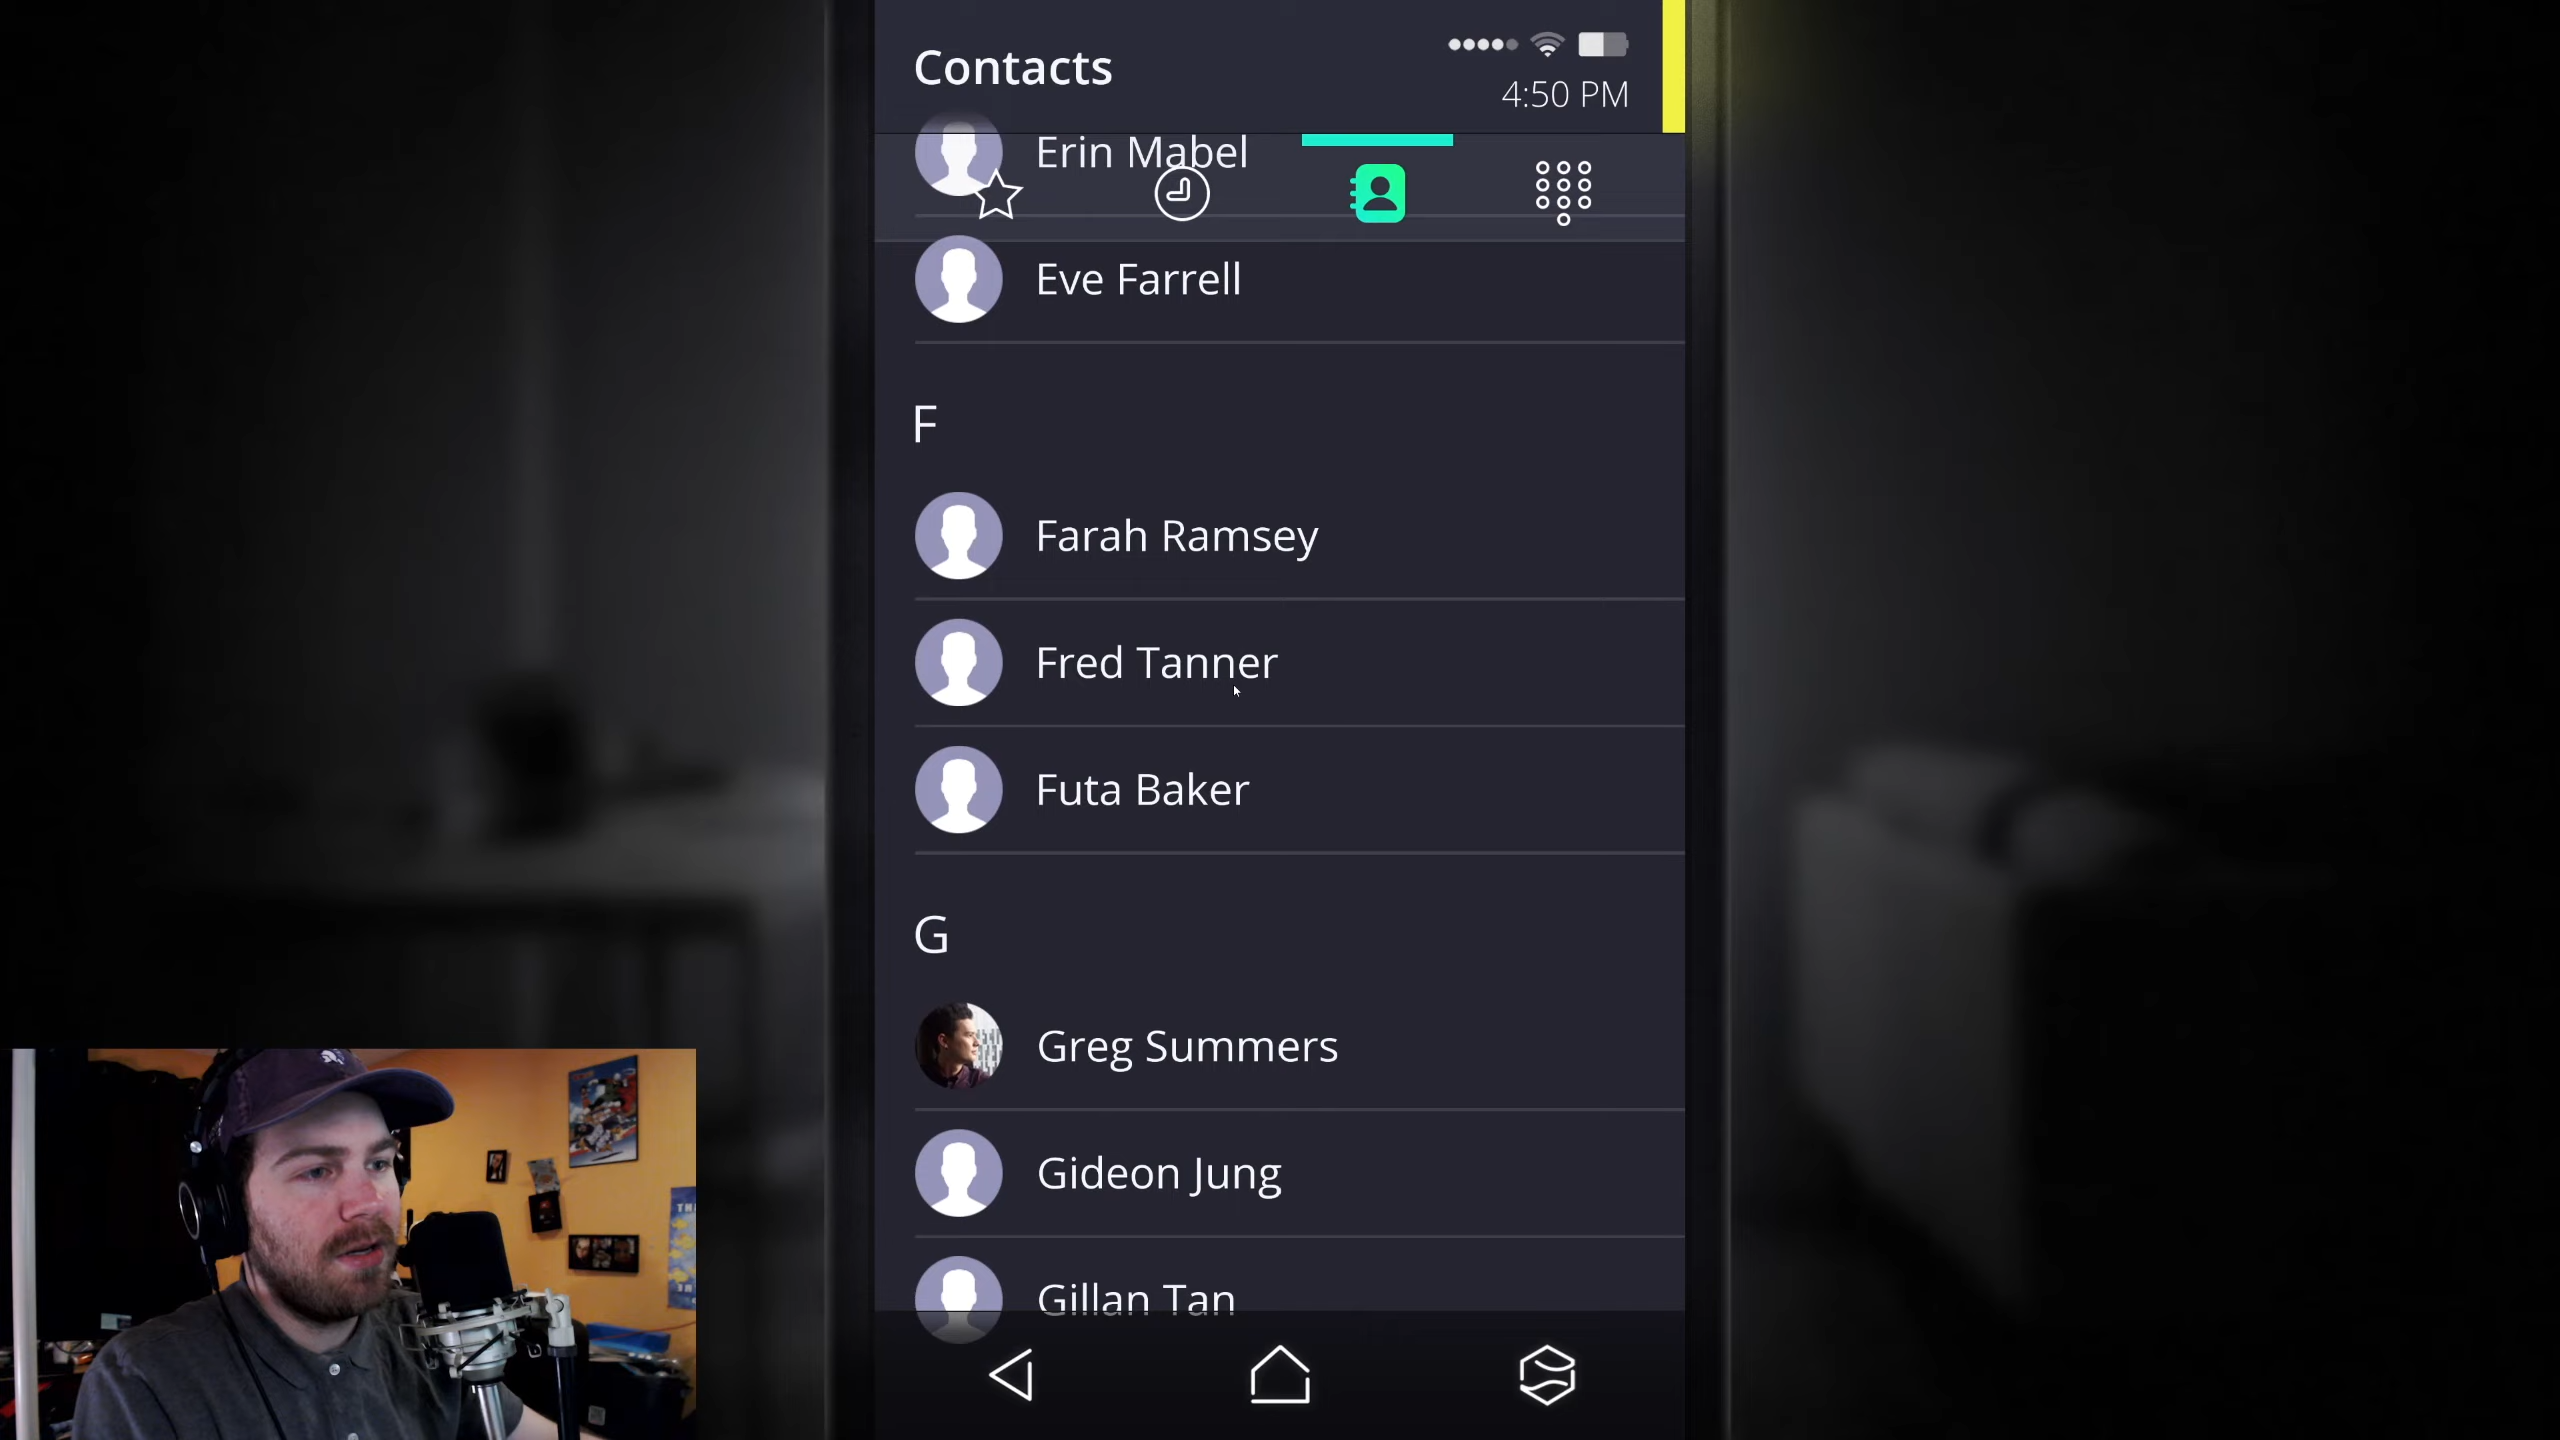 Contacts
4:50 PM
Erin Mabel
Eve Farrell
F
Farah Ramsey
Fred Tanner
Futa Baker
G
Greg Summers
Gideon Jung
Gillan Tan